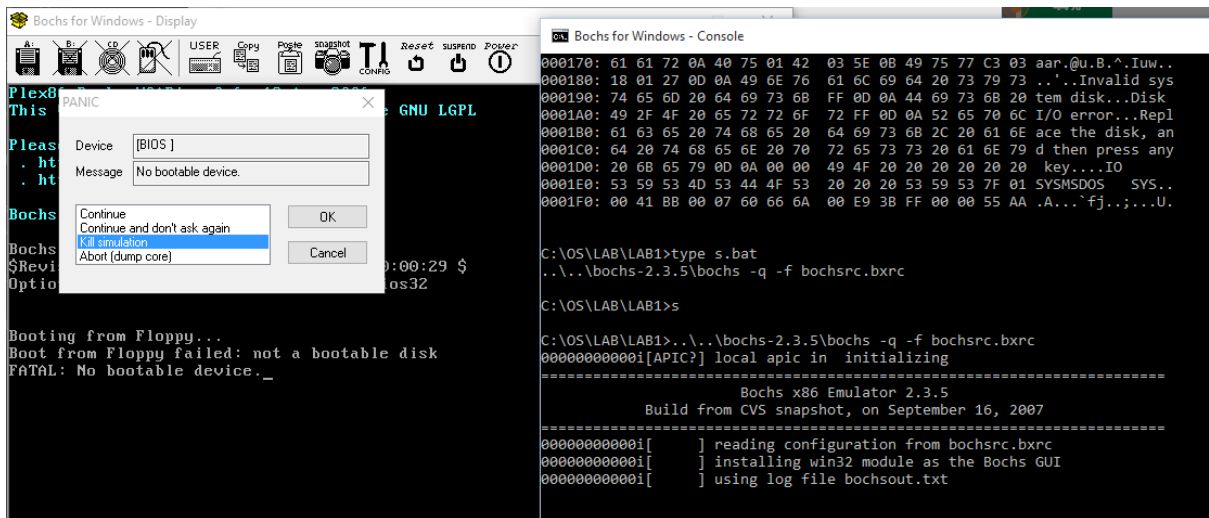 Bochs for Windows - Display
A: B: CD USER Copy Poste snapshot CONFIG Reset SUSPEND Power
This GNU LGPL
. ht
. ht
Bochs
Bochs
$Revi :00:29 $
Optio ios32
Booting from Floppy...
Boot from Floppy failed: not a bootable disk
FATAL: No bootable device._
PANIC
Device [BIOS ]
Message No bootable device.
Continue
Continue and don't ask again
Kill simulation
Abort (dump core)
OK
Cancel
Bochs for Windows - Console
000170: 61 61 72 0A 40 75 01 42 03 5E 0B 49 75 77 C3 03 aar.@u.B.^.Iuw..
000180: 18 01 27 0D 0A 49 6E 76 61 6C 69 64 20 73 79 73 ..'..Invalid sys
000190: 74 65 6D 20 64 69 73 6B FF 0D 0A 44 69 73 6B 20 tem disk...Disk
0001A0: 49 2F 4F 20 65 72 72 6F 72 FF 0D 0A 52 65 70 6C I/O error...Repl
0001B0: 61 63 65 20 74 68 65 20 64 69 73 6B 2C 20 61 6E ace the disk, an
0001C0: 64 20 74 68 65 6E 20 70 72 65 73 73 20 61 6E 79 d then press any
0001D0: 20 6B 65 79 0D 0A 00 00 49 4F 20 20 20 20 20 20 key....IO
0001E0: 53 59 53 4D 53 44 4F 53 20 20 20 53 59 53 7F 01 SYSMSDOS SYS..
0001F0: 00 41 BB 00 07 60 66 6A 00 E9 3B FF 00 00 55 AA .A...`fj..;...U.
C:\OS\LAB\LAB1>type s.bat
..\..\bochs-2.3.5\bochs -q -f bochsrc.bxrc
C:\OS\LAB\LAB1>s
C:\OS\LAB\LAB1>..\..\bochs-2.3.5\bochs -q -f bochsrc.bxrc
00000000000i[APIC?] local apic in initializing
========================================================================
Bochs x86 Emulator 2.3.5
Build from CVS snapshot, on September 16, 2007
========================================================================
00000000000i[ ] reading configuration from bochsrc.bxrc
00000000000i[ ] installing win32 module as the Bochs GUI
00000000000i[ ] using log file bochsout.txt